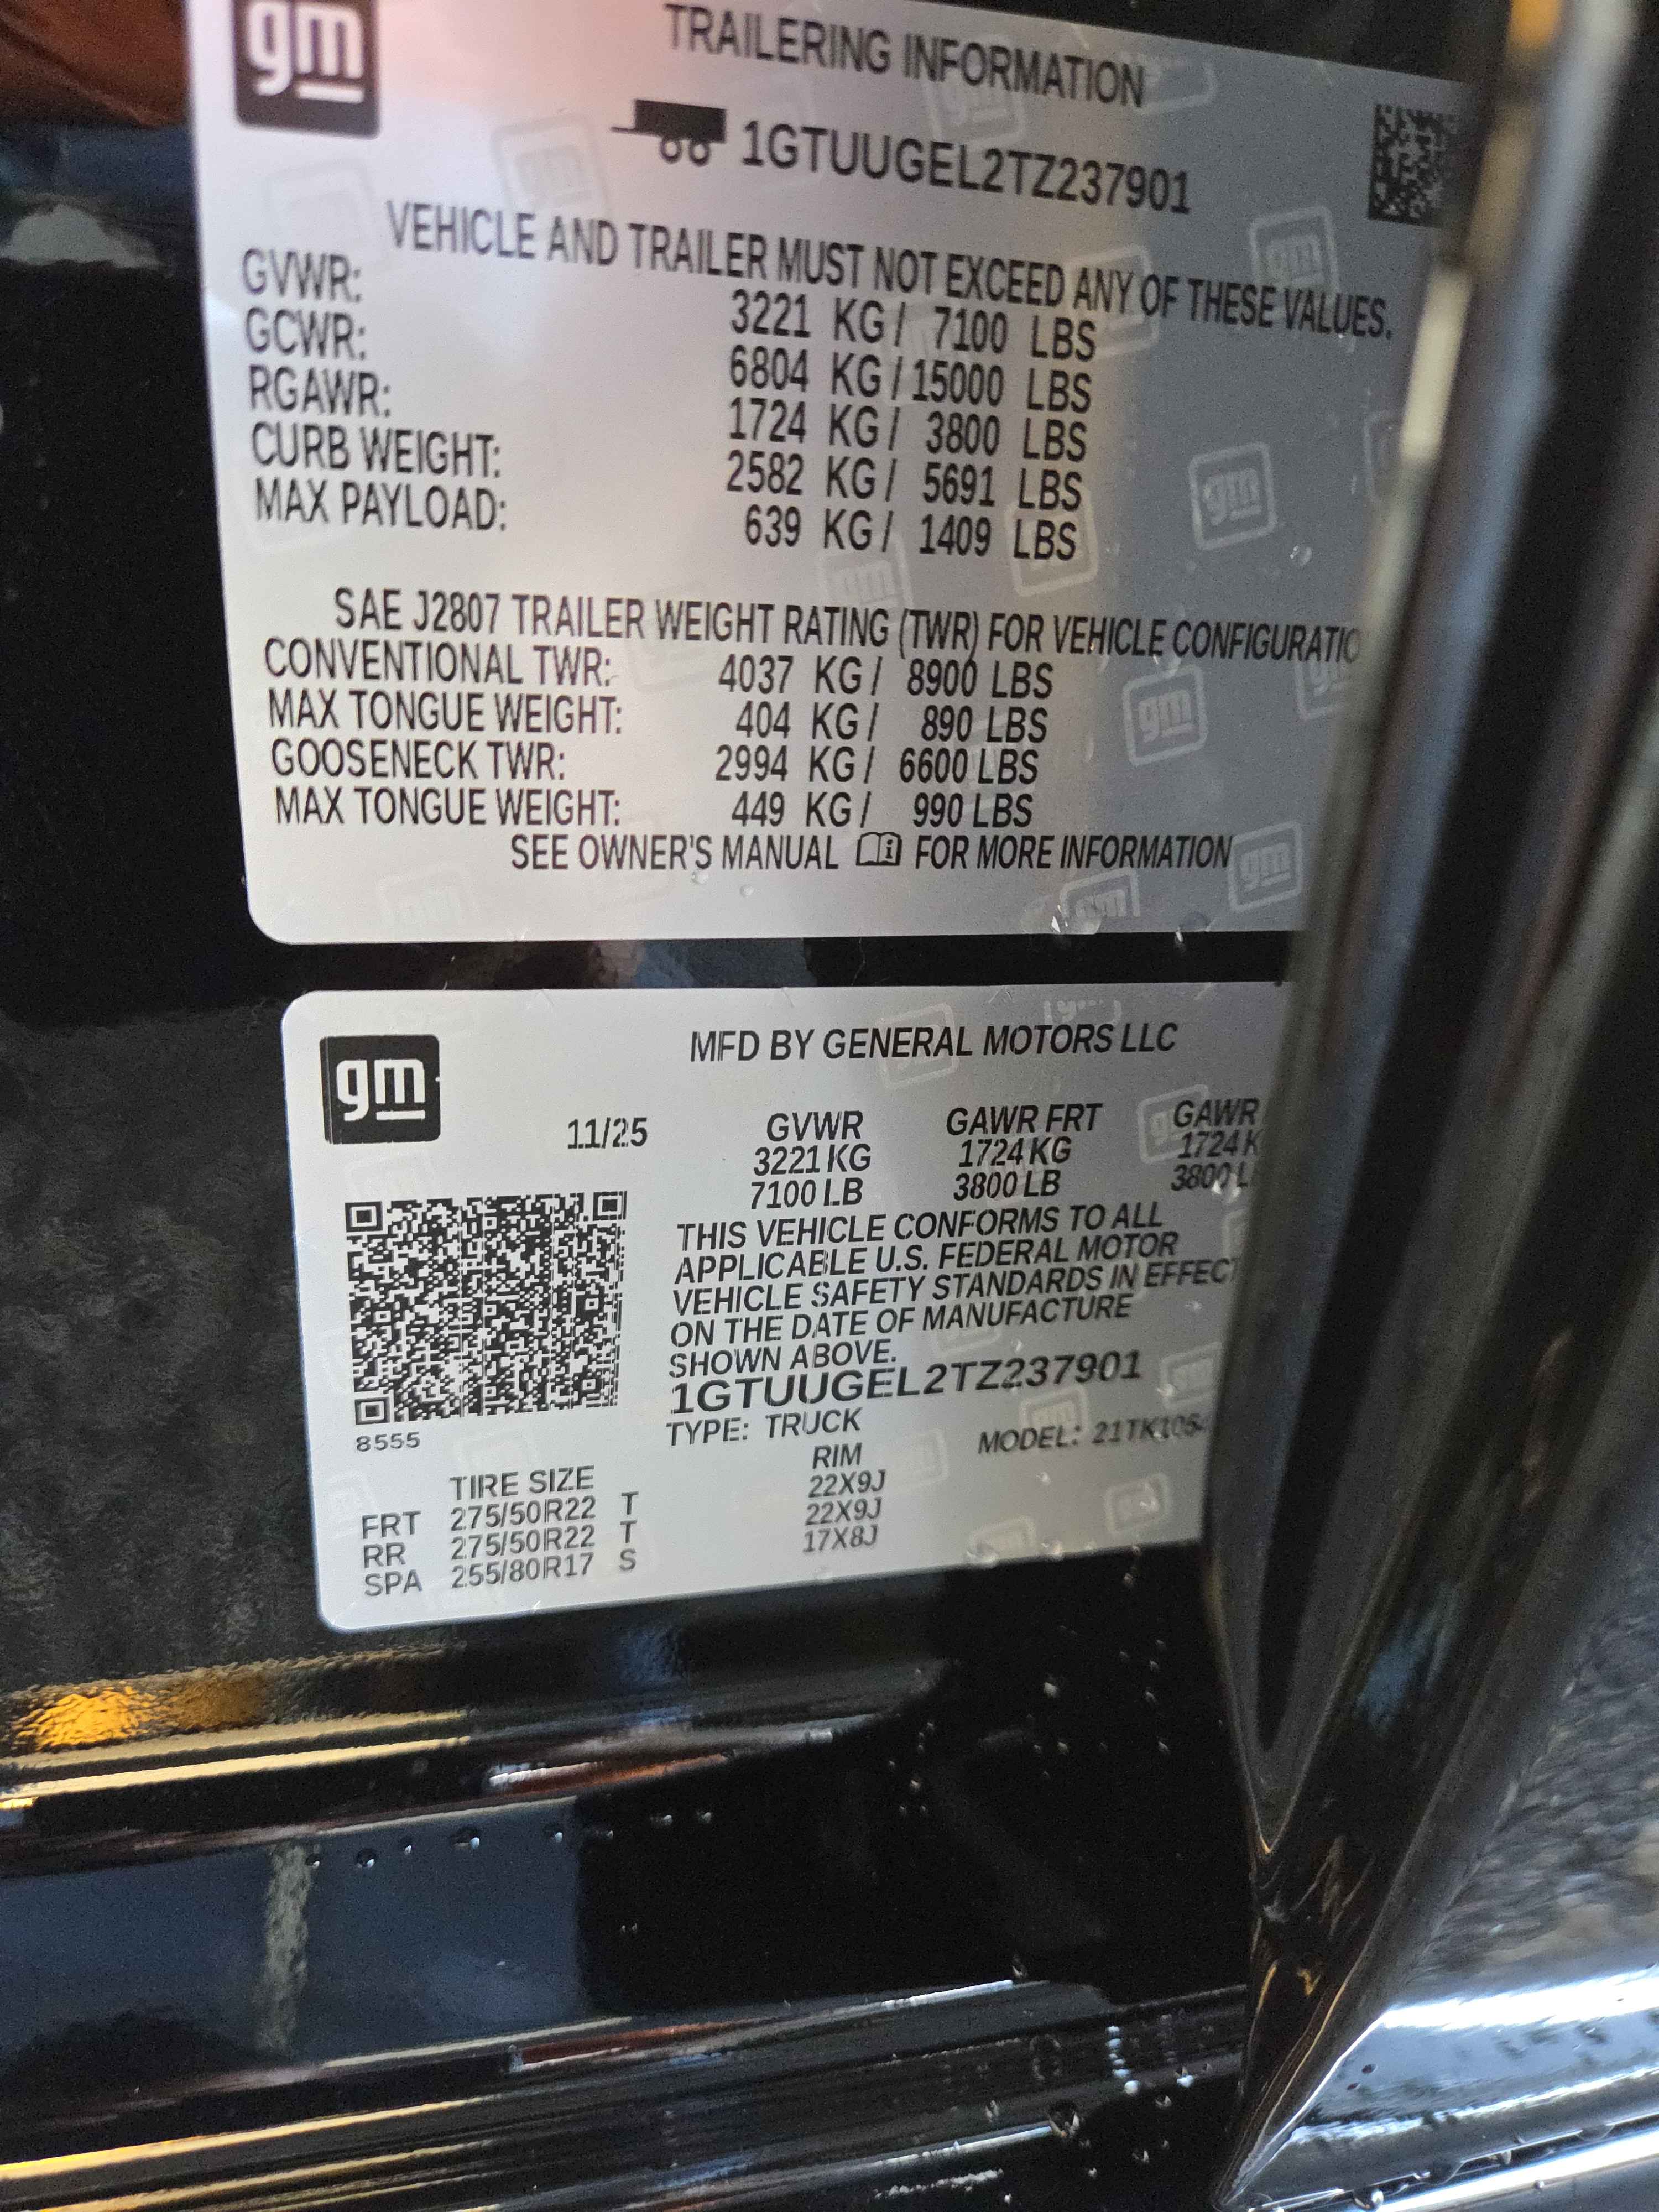 gm
TRAILERING INFORMATION
1GTUUGEL2TZ237901
VEHICLE AND TRAILER MUST NOT EXCEED ANY OF THESE VALUES.
GVWR: 3221 KG / 7100 LBS
GCWR: 6804 KG / 15000 LBS
RGAWR: 1724 KG / 3800 LBS
CURB WEIGHT: 2582 KG / 5691 LBS
MAX PAYLOAD: 639 KG / 1409 LBS
SAE J2807 TRAILER WEIGHT RATING (TWR) FOR VEHICLE CONFIGURATIO
CONVENTIONAL TWR: 4037 KG / 8900 LBS
MAX TONGUE WEIGHT: 404 KG / 890 LBS
GOOSENECK TWR: 2994 KG / 6600 LBS
MAX TONGUE WEIGHT: 449 KG / 990 LBS
SEE OWNER'S MANUAL FOR MORE INFORMATION
gm
MFD BY GENERAL MOTORS LLC
11/25 GVWR GAWR FRT GAWR
3221 KG 1724 KG 1724 K
7100 LB 3800 LB 3800 L
THIS VEHICLE CONFORMS TO ALL
APPLICABLE U.S. FEDERAL MOTOR
VEHICLE SAFETY STANDARDS IN EFFECT
ON THE DATE OF MANUFACTURE
SHOWN ABOVE.
1GTUUGEL2TZ237901
8555
TYPE: TRUCK MODEL: 21TK105
TIRE SIZE RIM
FRT 275/50R22 T 22X9J
RR 275/50R22 T 22X9J
SPA 255/80R17 S 17X8J